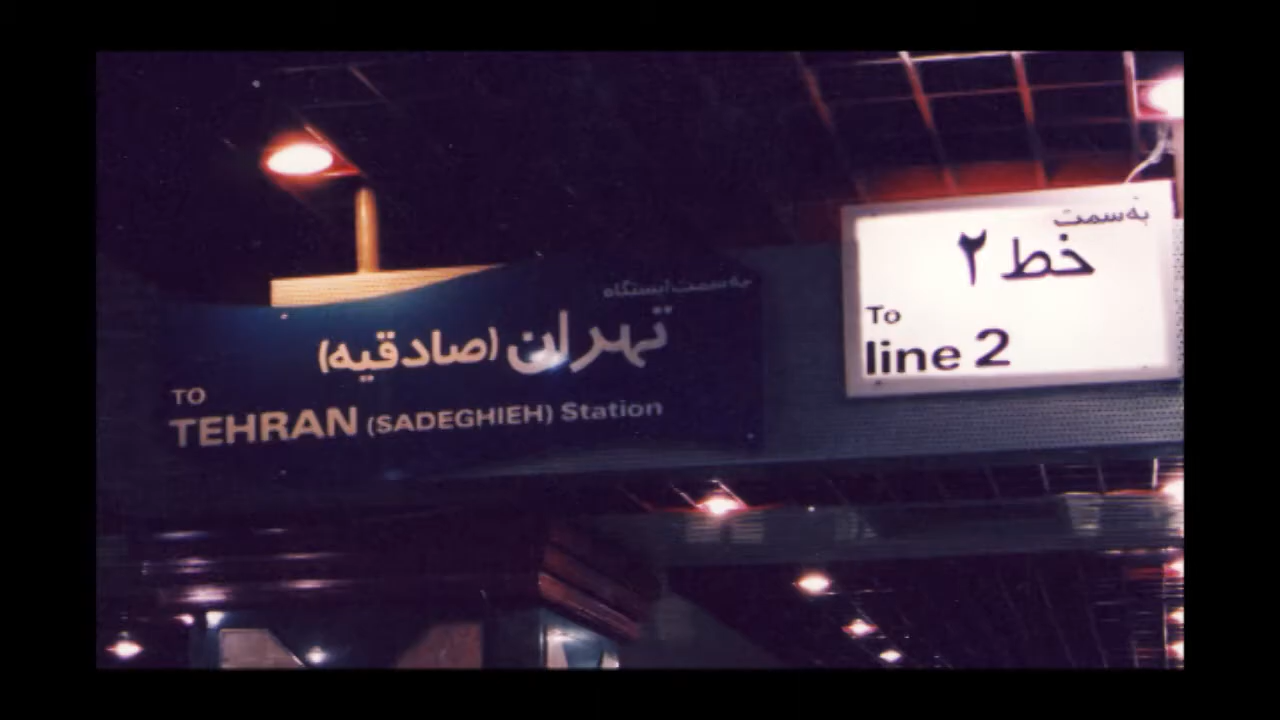 به سمت ایستگاه
تهران (صادقیه)
TO
TEHRAN (SADEGHIEH) Station
به سمت
خط ۲
To
line 2